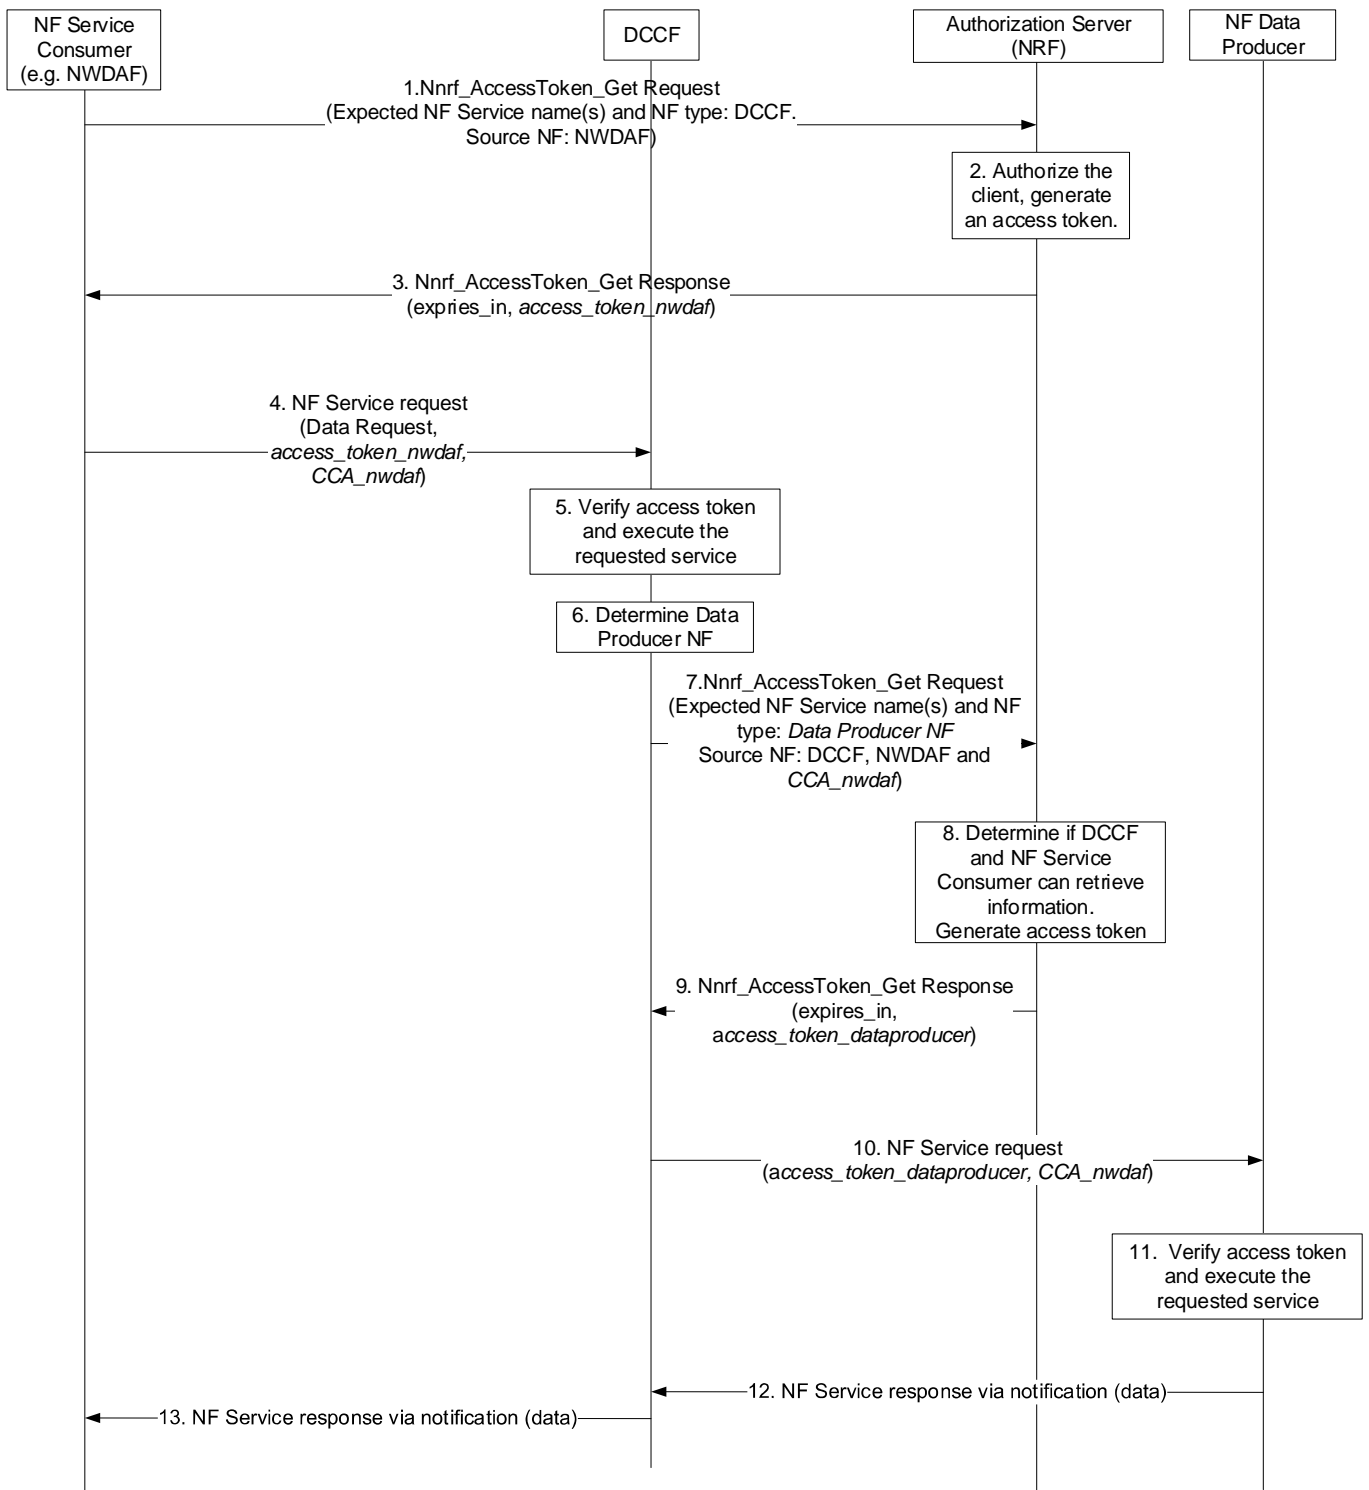 NF Service
Consumer
(e.g. NWDAF)
DCCF
Authorization Server
(NRF)
NF Data
Producer
1.Nnrf_AccessToken_Get Request
(Expected NF Service name(s) and NF type: DCCF.
Source NF: NWDAF)
2. Authorize the
client, generate
an access token.
3. Nnrf_AccessToken_Get Response
(expries_in, access_token_nwdaf)
4. NF Service request
(Data Request,
access_token_nwdaf,
CCA_nwdaf)
5. Verify access token
and execute the
requested service
6. Determine Data
Producer NF
7.Nnrf_AccessToken_Get Request
(Expected NF Service name(s) and NF
type: Data Producer NF
Source NF: DCCF, NWDAF and
CCA_nwdaf)
8. Determine if DCCF
and NF Service
Consumer can retrieve
information.
Generate access token
9. Nnrf_AccessToken_Get Response
(expires_in,
access_token_dataproducer)
10. NF Service request
(access_token_dataproducer, CCA_nwdaf)
11. Verify access token
and execute the
requested service
12. NF Service response via notification (data)
13. NF Service response via notification (data)